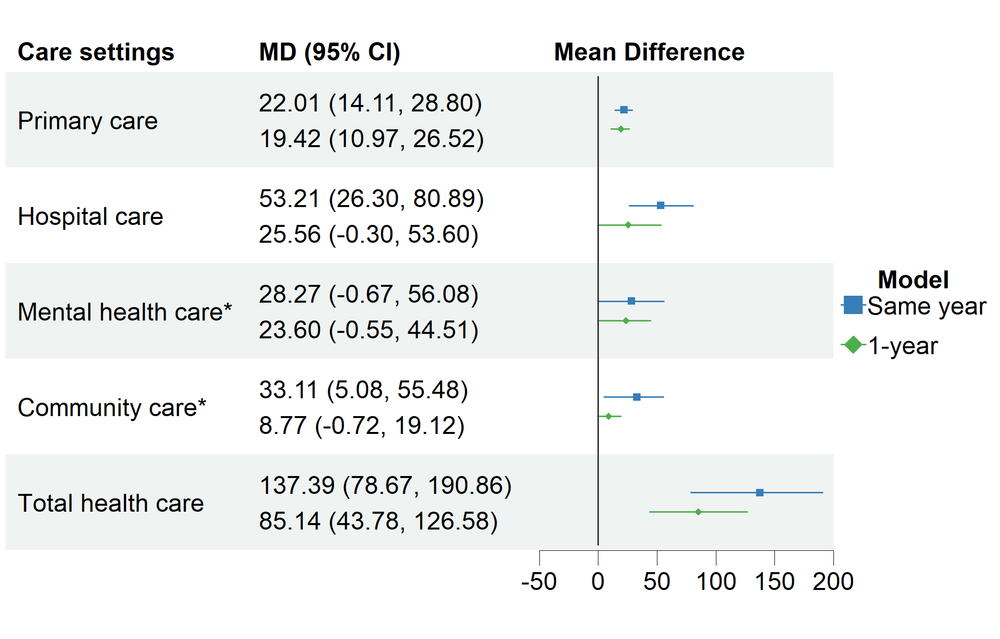 Care settings MD (95% CI) Mean Difference
22.01 (14.11, 28.80)
Primary care
19.42 (10.97, 26.52)
53.21 (26.30, 80.89)
Hospital care
25.56 (-0.30, 53.60)
28.27 (-0.67, 56.08)
Mental health care*
23.60 (-0.55, 44.51)
33.11 (5.08, 55.48)
Community care*
8.77 (-0.72, 19.12)
137.39 (78.67, 190.86)
Total health care
85.14 (43.78, 126.58)
-50 0 50 100 150 200
Model
Same year
1-year